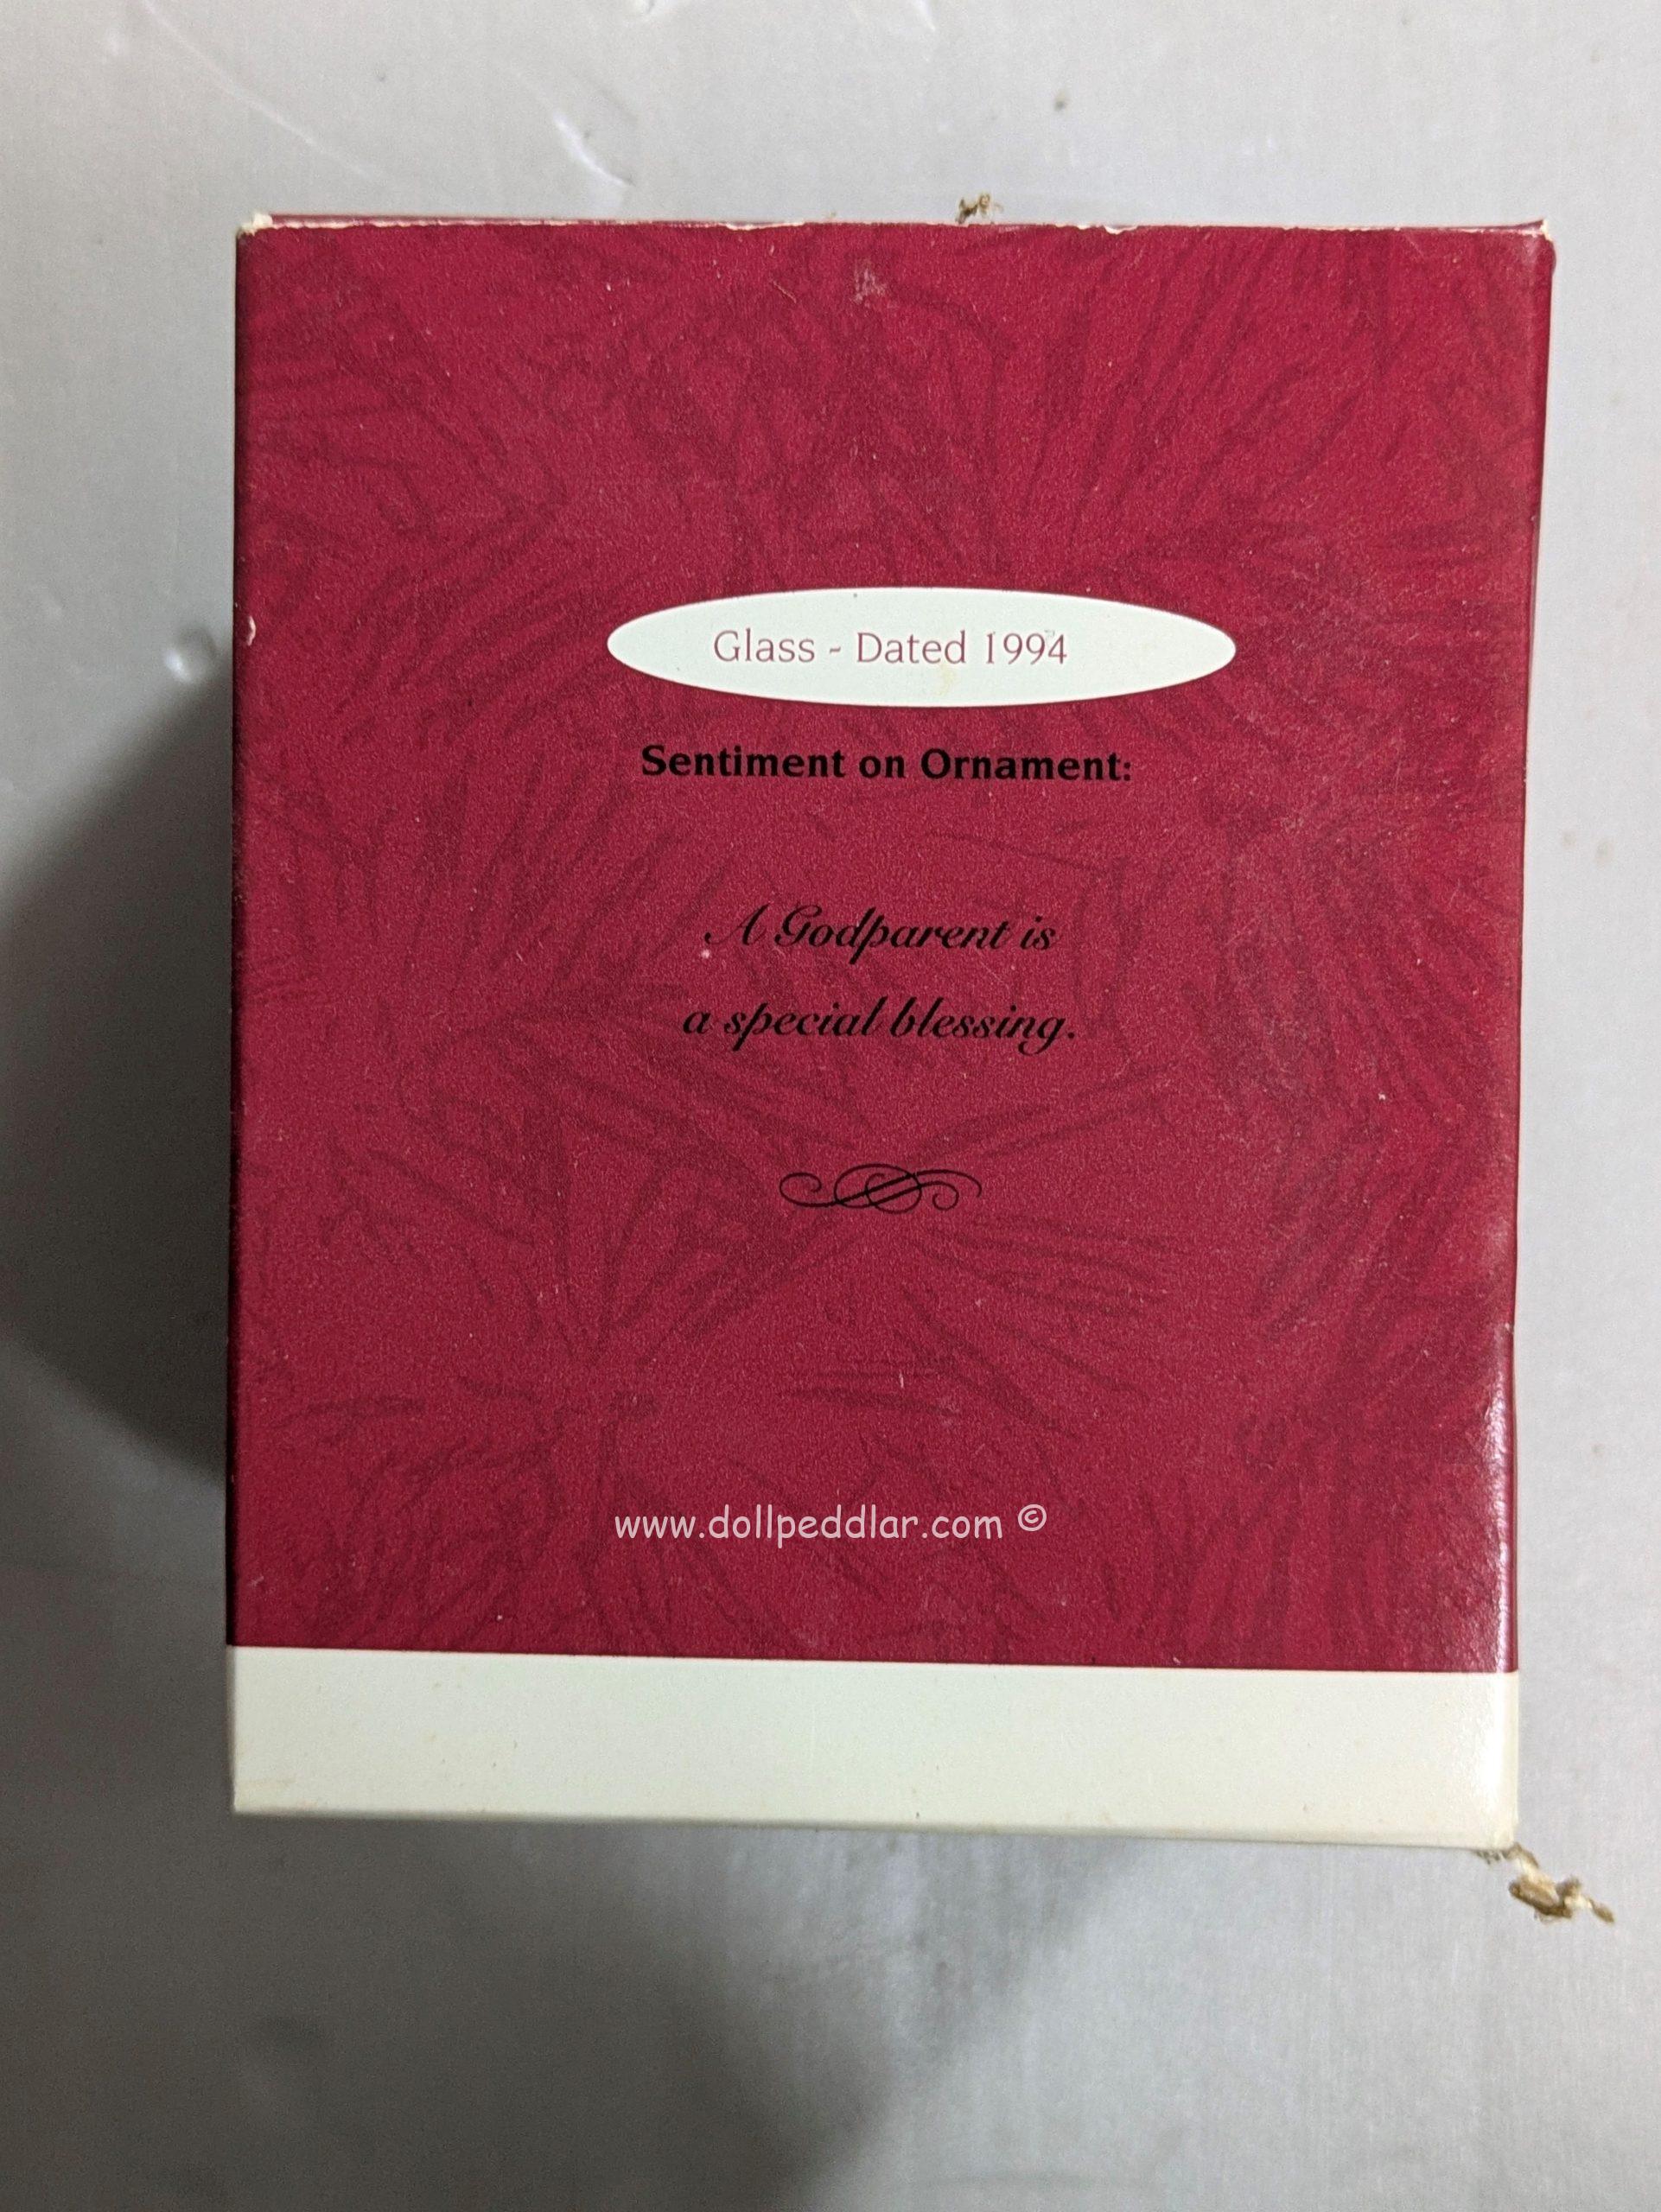 Glass - Dated 1994
Sentiment on Ornament:
A Godparent is
a special blessing.
www.dollpeddlar.com ©